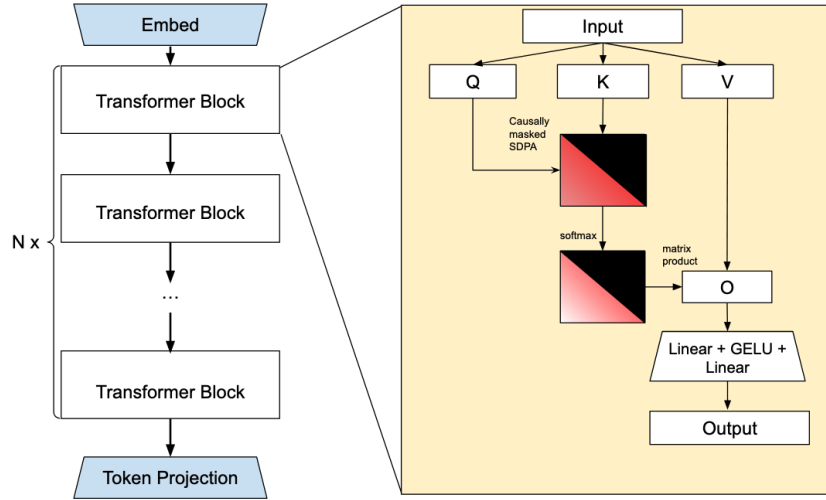 Embed
Transformer Block
Transformer Block
N x
...
Transformer Block
Token Projection
Input
Q
K
V
Causally
masked
SDPA
softmax
matrix
product
O
Linear + GELU +
Linear
Output